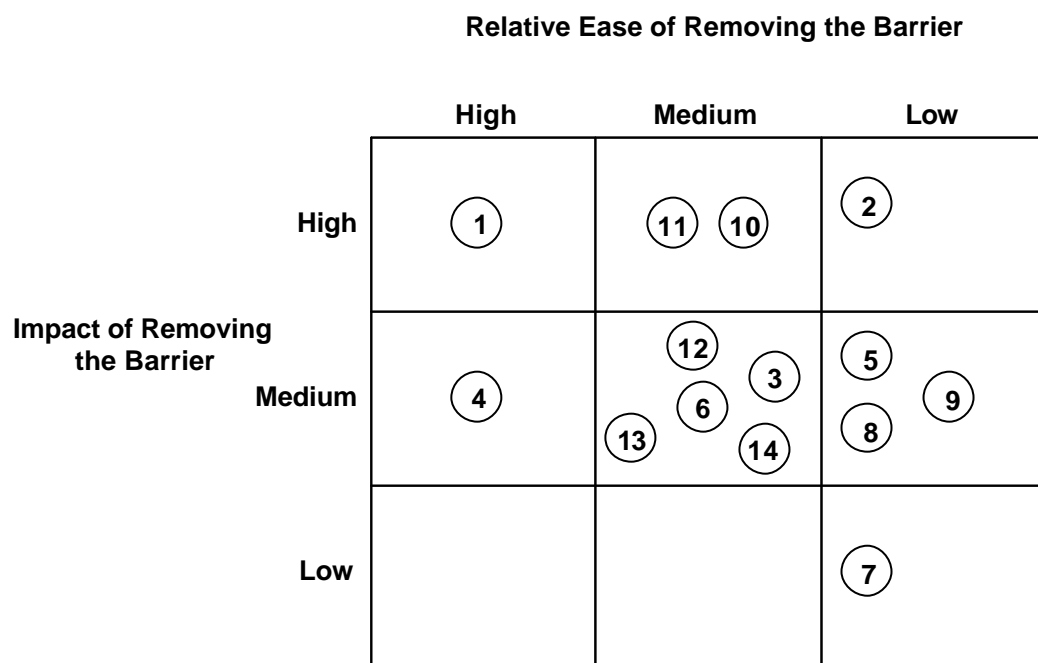 Relative Ease of Removing the Barrier
High Medium Low
High 1 11 10 2
Impact of Removing
the Barrier
Medium 4 12 3 6 13 14 5 9 8
Low 7